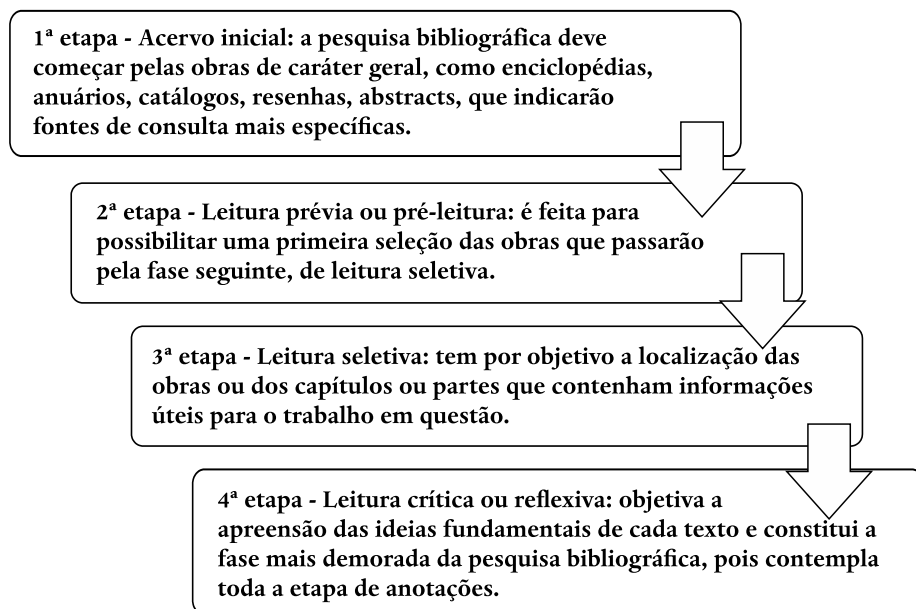 1ª etapa - Acervo inicial: a pesquisa bibliográfica deve
começar pelas obras de caráter geral, como enciclopédias,
anuários, catálogos, resenhas, abstracts, que indicarão
fontes de consulta mais específicas.
2ª etapa - Leitura prévia ou pré-leitura: é feita para
possibilitar uma primeira seleção das obras que passarão
pela fase seguinte, de leitura seletiva.
3ª etapa - Leitura seletiva: tem por objetivo a localização das
obras ou dos capítulos ou partes que contenham informações
úteis para o trabalho em questão.
4ª etapa - Leitura crítica ou reflexiva: objetiva a
apreensão das ideias fundamentais de cada texto e constitui a
fase mais demorada da pesquisa bibliográfica, pois contempla
toda a etapa de anotações.